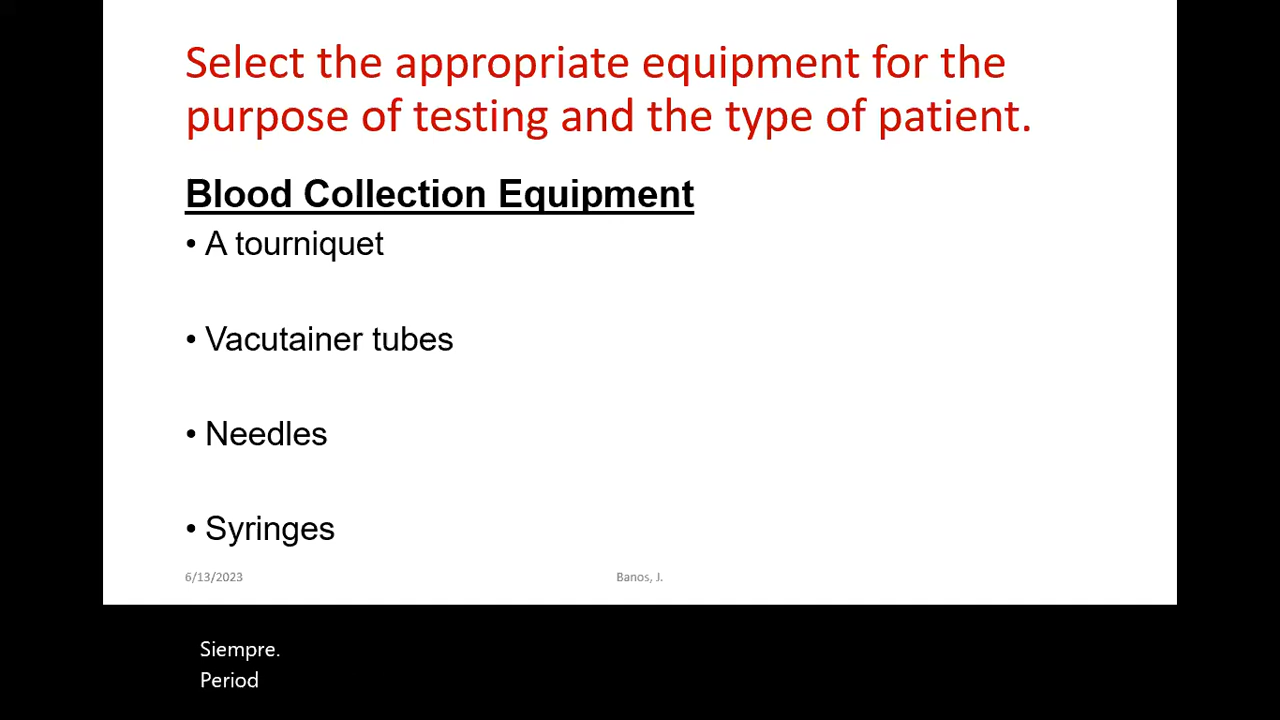 Select the appropriate equipment for the
purpose of testing and the type of patient.
Blood Collection Equipment
• A tourniquet
• Vacutainer tubes
• Needles
• Syringes
6/13/2023
Banos, J.
Siempre.
Period